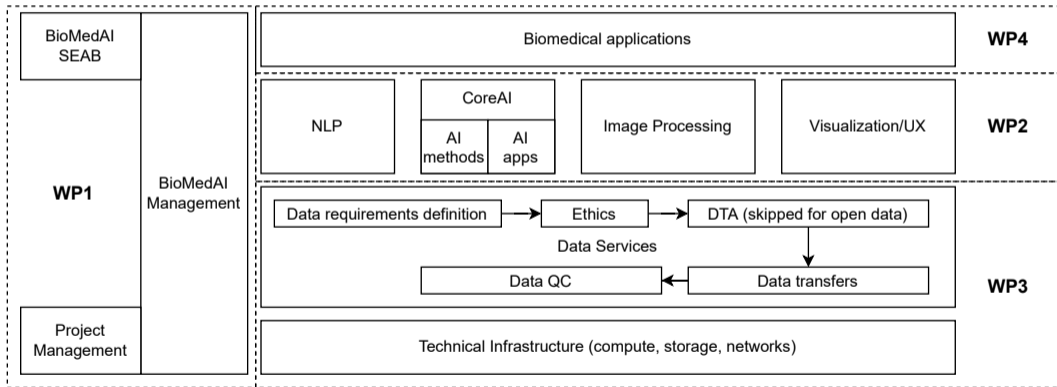 BioMedAI
SEAB
WP1
BioMedAI
Management
Project
Management
Biomedical applications
WP4
NLP
CoreAI
AI
methods
AI
apps
Image Processing
Visualization/UX
WP2
Data requirements definition
Ethics
DTA (skipped for open data)
Data Services
Data QC
Data transfers
WP3
Technical Infrastructure (compute, storage, networks)